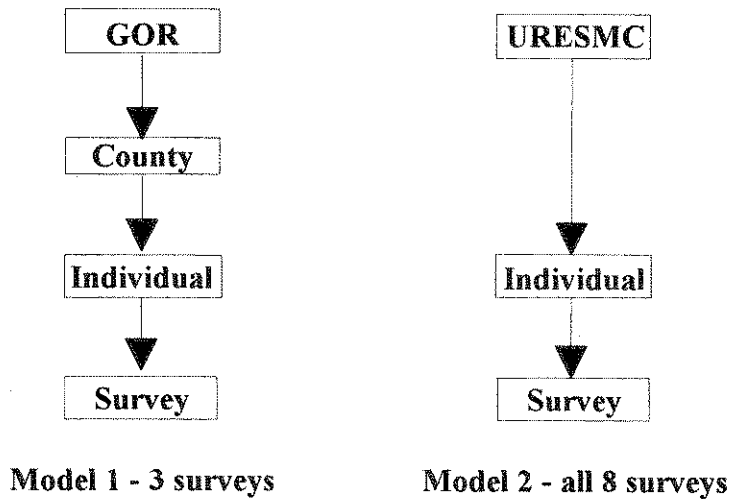 GOR
County
Individual
Survey
Model 1 - 3 surveys
URESMC
Individual
Survey
Model 2 - all 8 surveys